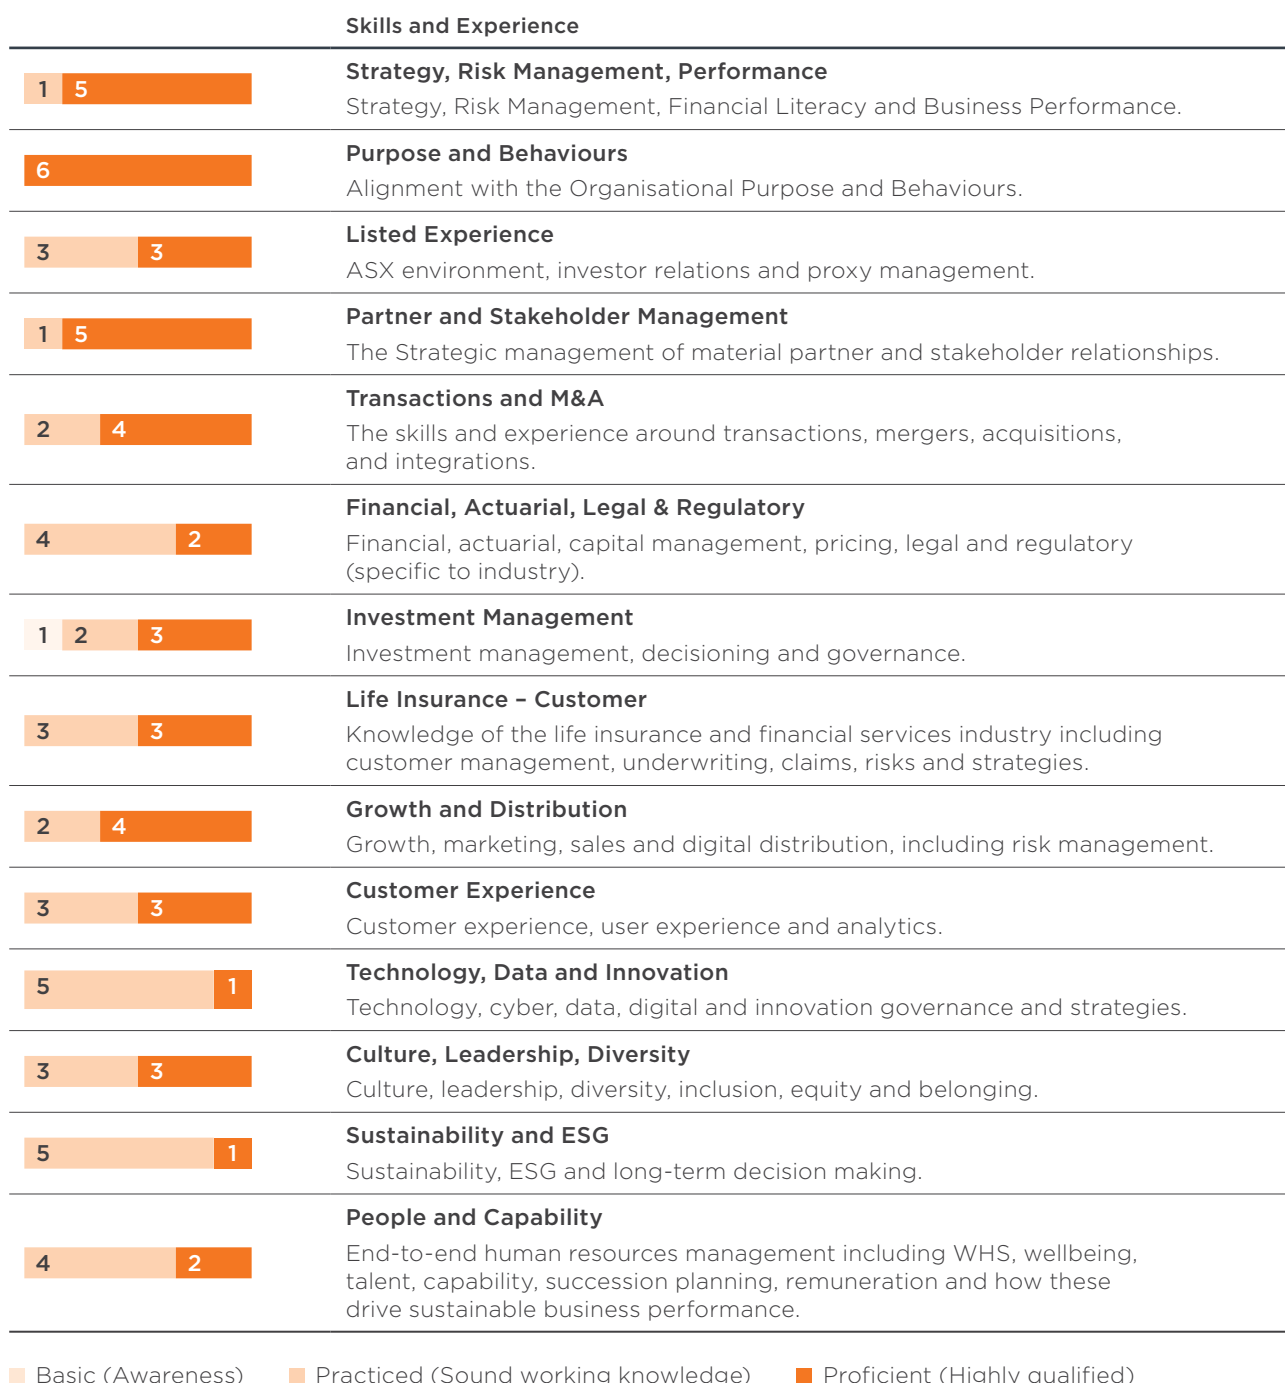 Skills and Experience
1 5
Strategy, Risk Management, Performance
Strategy, Risk Management, Financial Literacy and Business Performance.
6
Purpose and Behaviours
Alignment with the Organisational Purpose and Behaviours.
3 3
Listed Experience
ASX environment, investor relations and proxy management.
1 5
Partner and Stakeholder Management
The Strategic management of material partner and stakeholder relationships.
2 4
Transactions and M&A
The skills and experience around transactions, mergers, acquisitions,
and integrations.
4 2
Financial, Actuarial, Legal & Regulatory
Financial, actuarial, capital management, pricing, legal and regulatory
(specific to industry).
1 2 3
Investment Management
Investment management, decisioning and governance.
3 3
Life Insurance – Customer
Knowledge of the life insurance and financial services industry including
customer management, underwriting, claims, risks and strategies.
2 4
Growth and Distribution
Growth, marketing, sales and digital distribution, including risk management.
3 3
Customer Experience
Customer experience, user experience and analytics.
5 1
Technology, Data and Innovation
Technology, cyber, data, digital and innovation governance and strategies.
3 3
Culture, Leadership, Diversity
Culture, leadership, diversity, inclusion, equity and belonging.
5 1
Sustainability and ESG
Sustainability, ESG and long-term decision making.
4 2
People and Capability
End-to-end human resources management including WHS, wellbeing,
talent, capability, succession planning, remuneration and how these
drive sustainable business performance.
Basic (Awareness) Practiced (Sound working knowledge) Proficient (Highly qualified)